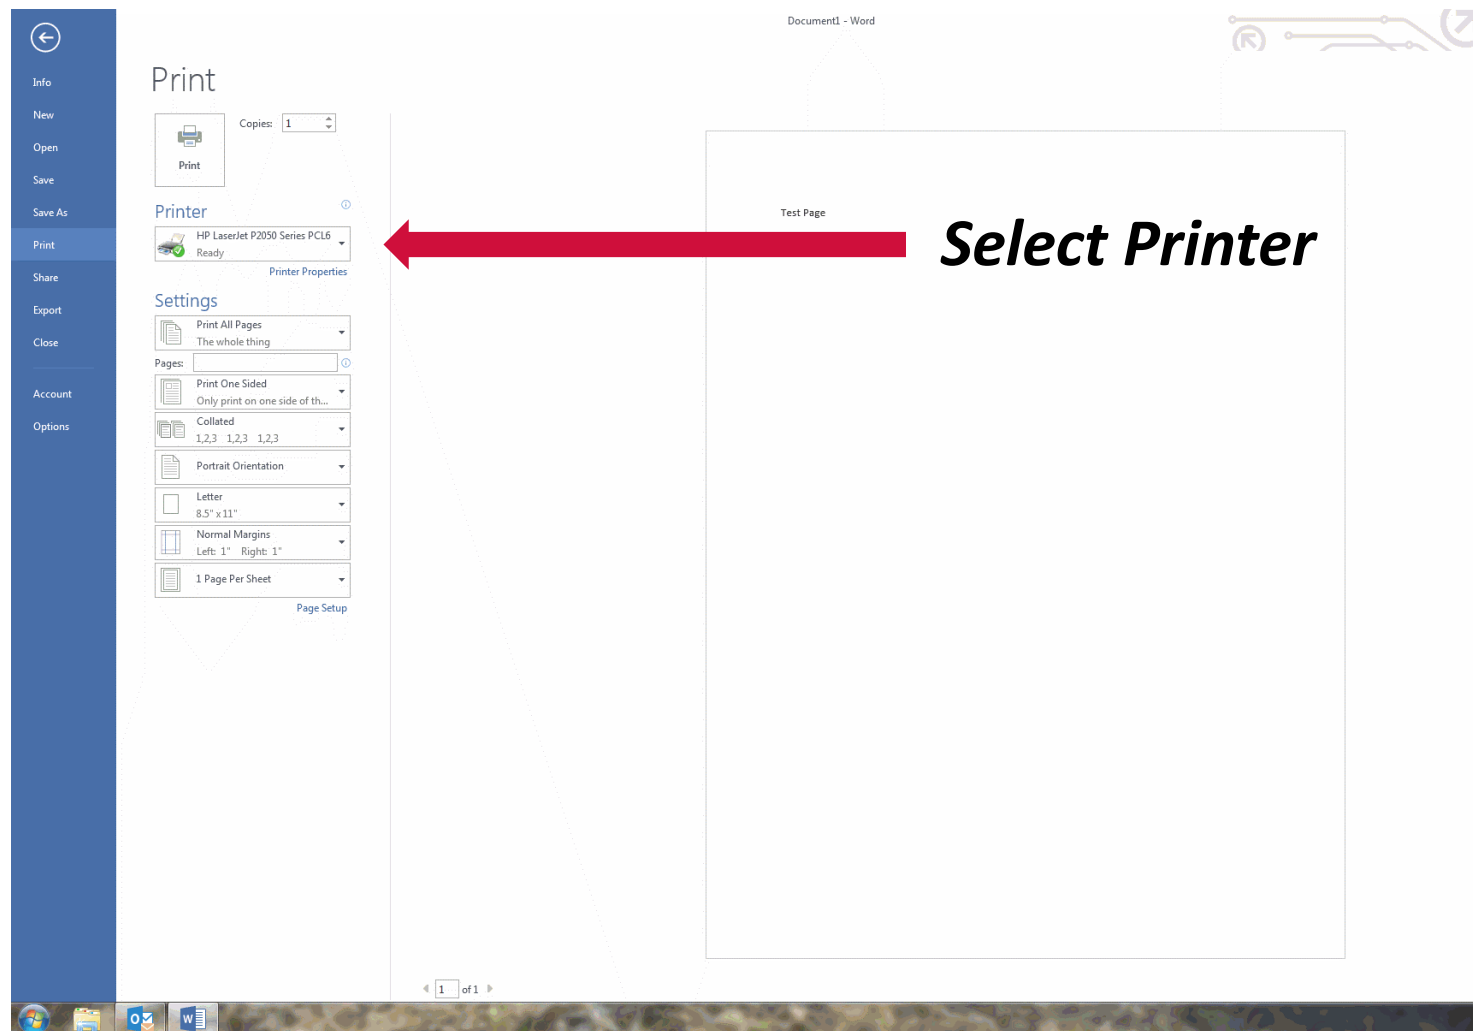 Document1 - Word
Info
New
Open
Save
Save As
Print
Share
Export
Close
Account
Options
Print
Copies: 1
Print
Printer
HP LaserJet P2050 Series PCL6
Ready
Printer Properties
Settings
Print All Pages
The whole thing
Pages:
Print One Sided
Only print on one side of th...
Collated
1,2,3 1,2,3 1,2,3
Portrait Orientation
Letter
8.5" x 11"
Normal Margins
Left: 1" Right: 1"
1 Page Per Sheet
Page Setup
Test Page
Select Printer
1 of 1